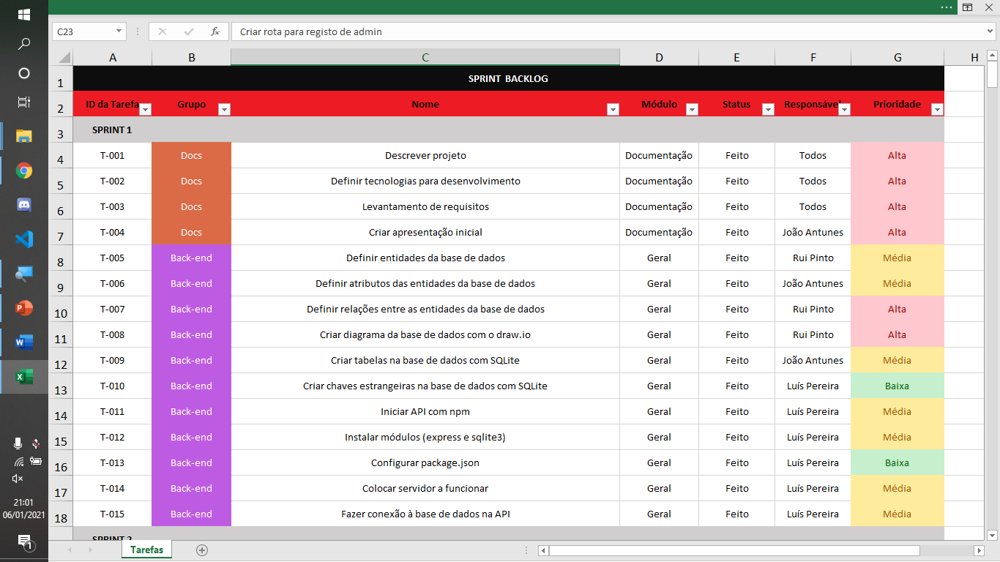 C23 fx Criar rota para registo de admin
A B C D E F G H
1 SPRINT BACKLOG
2 ID da Tarefa Grupo Nome Módulo Status Responsável Prioridade
3 SPRINT 1
4 T-001 Docs Descrever projeto Documentação Feito Todos Alta
5 T-002 Docs Definir tecnologias para desenvolvimento Documentação Feito Todos Alta
6 T-003 Docs Levantamento de requisitos Documentação Feito Todos Alta
7 T-004 Docs Criar apresentação inicial Documentação Feito João Antunes Alta
8 T-005 Back-end Definir entidades da base de dados Geral Feito Rui Pinto Média
9 T-006 Back-end Definir atributos das entidades da base de dados Geral Feito João Antunes Média
10 T-007 Back-end Definir relações entre as entidades da base de dados Geral Feito Rui Pinto Alta
11 T-008 Back-end Criar diagrama da base de dados com o draw.io Geral Feito Rui Pinto Alta
12 T-009 Back-end Criar tabelas na base de dados com SQLite Geral Feito João Antunes Média
13 T-010 Back-end Criar chaves estrangeiras na base de dados com SQLite Geral Feito Luís Pereira Baixa
14 T-011 Back-end Iniciar API com npm Geral Feito Luís Pereira Média
15 T-012 Back-end Instalar módulos (express e sqlite3) Geral Feito Luís Pereira Média
16 T-013 Back-end Configurar package.json Geral Feito Luís Pereira Baixa
17 T-014 Back-end Colocar servidor a funcionar Geral Feito Luís Pereira Média
18 T-015 Back-end Fazer conexão à base de dados na API Geral Feito Luís Pereira Média
SPRINT 2
Tarefas
21:01
06/01/2021
1